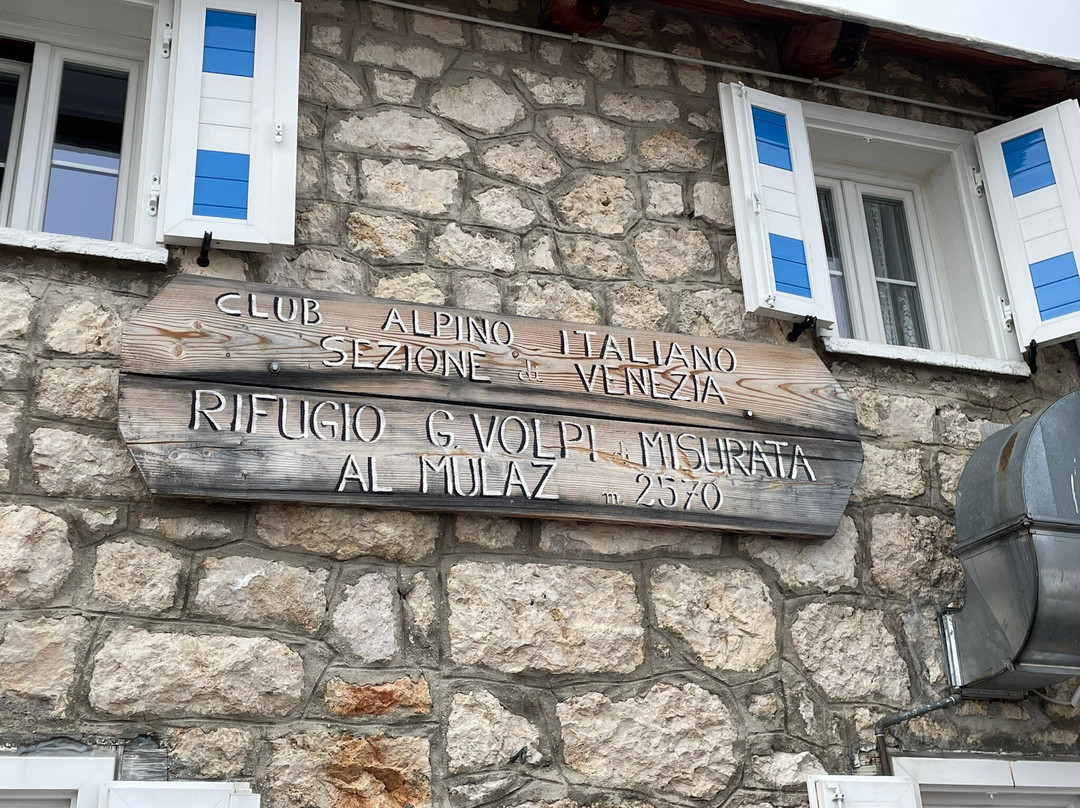 CLUB ALPINO ITALIANO
SEZIONE di VENEZIA
RIFUGIO G. VOLPI di MISURATA
AL MULAZ m. 2570